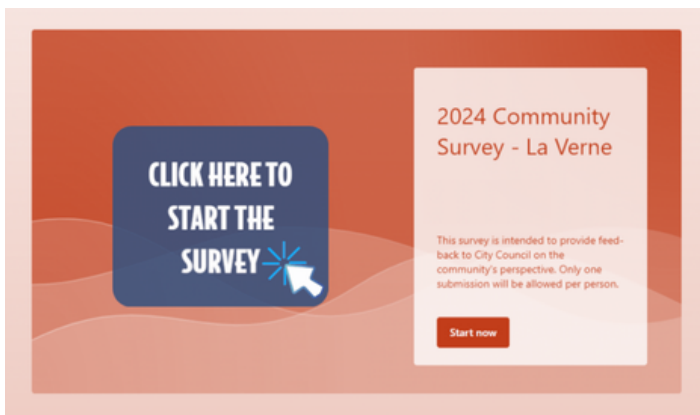 CLICK HERE TO
START THE
SURVEY
2024 Community
Survey - La Verne
This survey is intended to provide feed-
back to City Council on the
community's perspective. Only one
submission will be allowed per person.
Start now